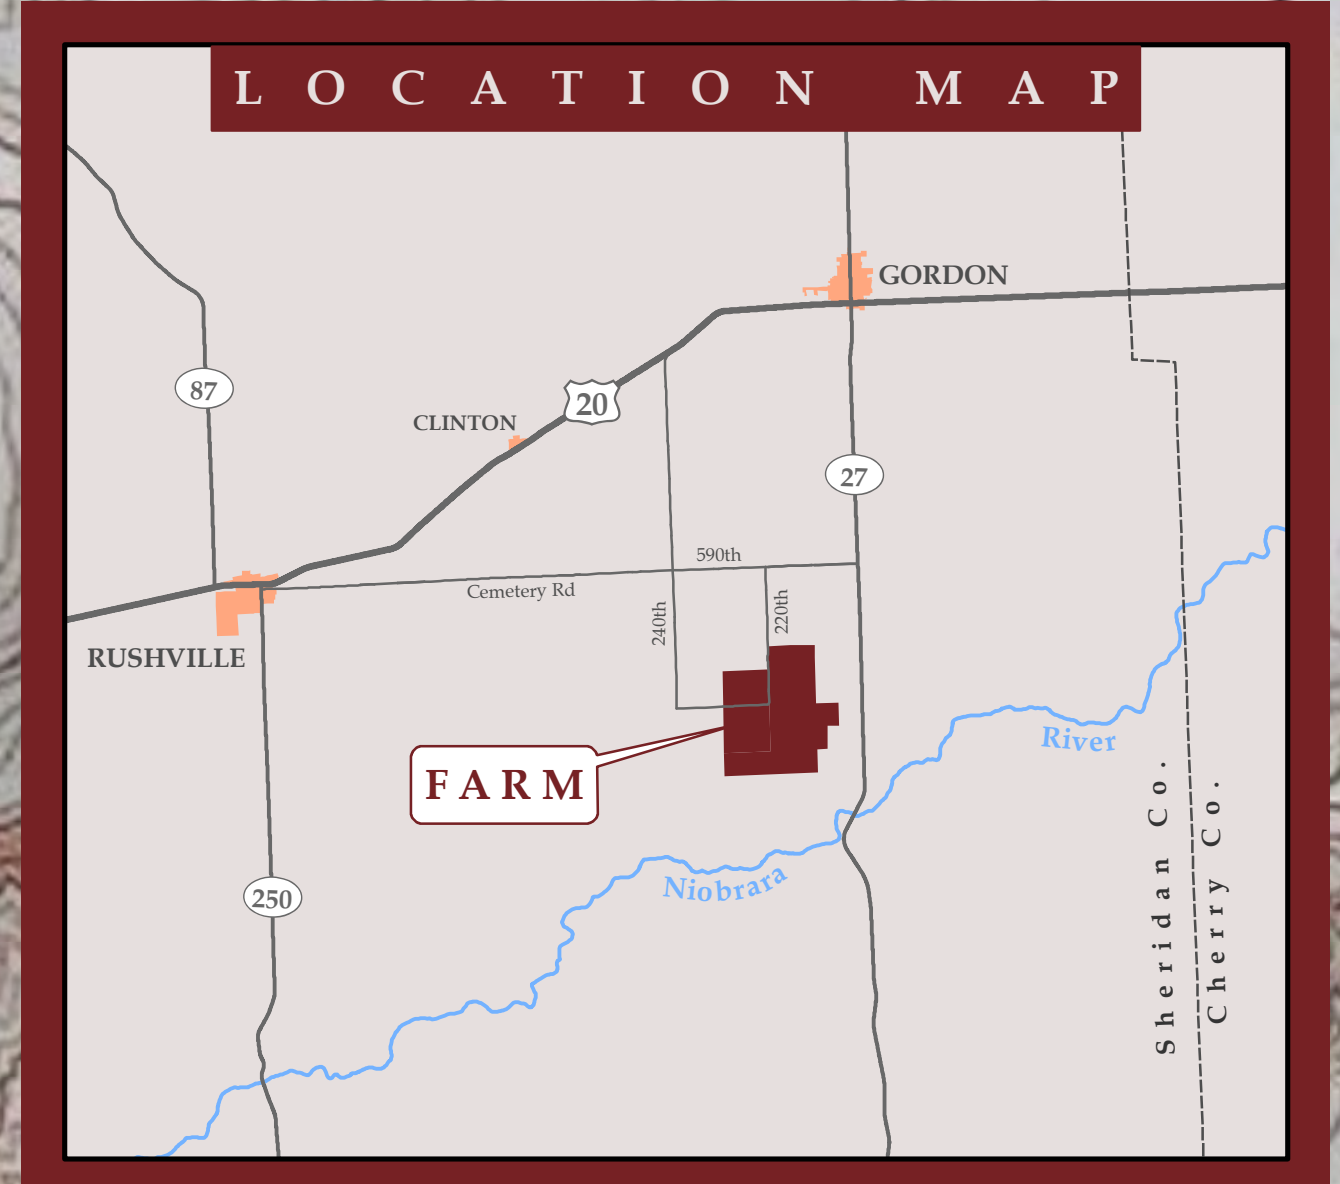 LOCATION MAP
GORDON
87
20
CLINTON
27
590th
Cemetery Rd
240th
220th
RUSHVILLE
River
FARM
Sheridan Co.
Cherry Co.
Niobrara
250